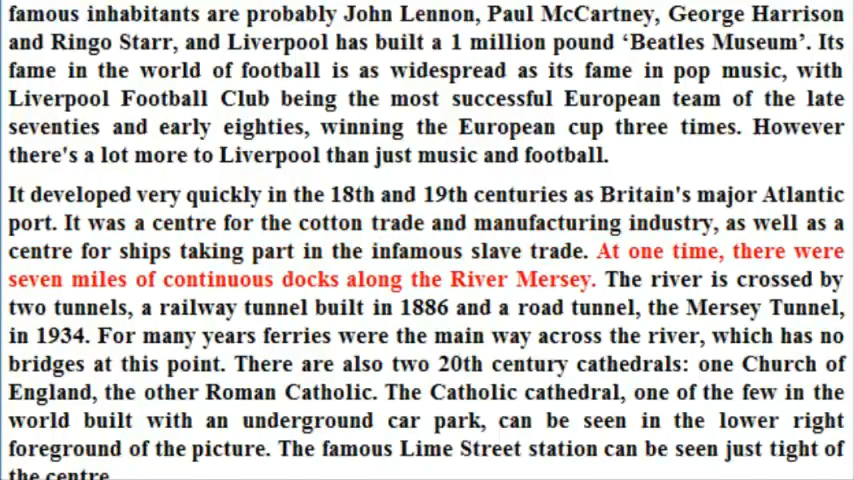 famous inhabitants are probably John Lennon, Paul McCartney, George Harrison
and Ringo Starr, and Liverpool has built a 1 million pound ‘Beatles Museum’. Its
fame in the world of football is as widespread as its fame in pop music, with
Liverpool Football Club being the most successful European team of the late
seventies and early eighties, winning the European cup three times. However
there's a lot more to Liverpool than just music and football.
It developed very quickly in the 18th and 19th centuries as Britain's major Atlantic
port. It was a centre for the cotton trade and manufacturing industry, as well as a
centre for ships taking part in the infamous slave trade. At one time, there were
seven miles of continuous docks along the River Mersey. The river is crossed by
two tunnels, a railway tunnel built in 1886 and a road tunnel, the Mersey Tunnel,
in 1934. For many years ferries were the main way across the river, which has no
bridges at this point. There are also two 20th century cathedrals: one Church of
England, the other Roman Catholic. The Catholic cathedral, one of the few in the
world built with an underground car park, can be seen in the lower right
foreground of the picture. The famous Lime Street station can be seen just tight of
the centre